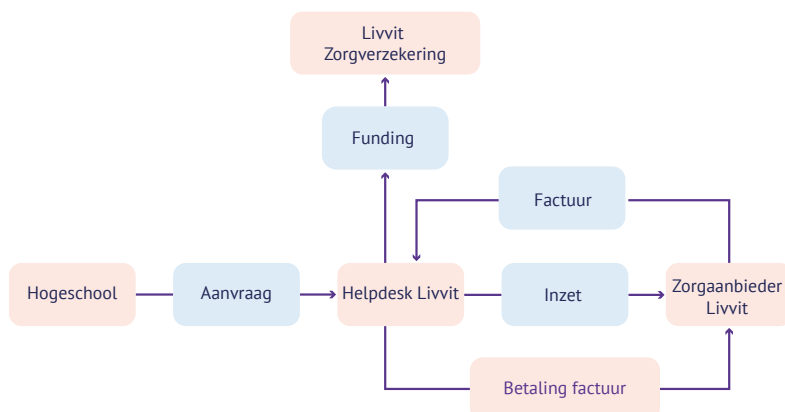 Livvit
Zorgverzekering
Funding
Factuur
Hogeschool
Aanvraag
Helpdesk Livvit
Inzet
Zorgaanbieder
Livvit
Betaling factuur